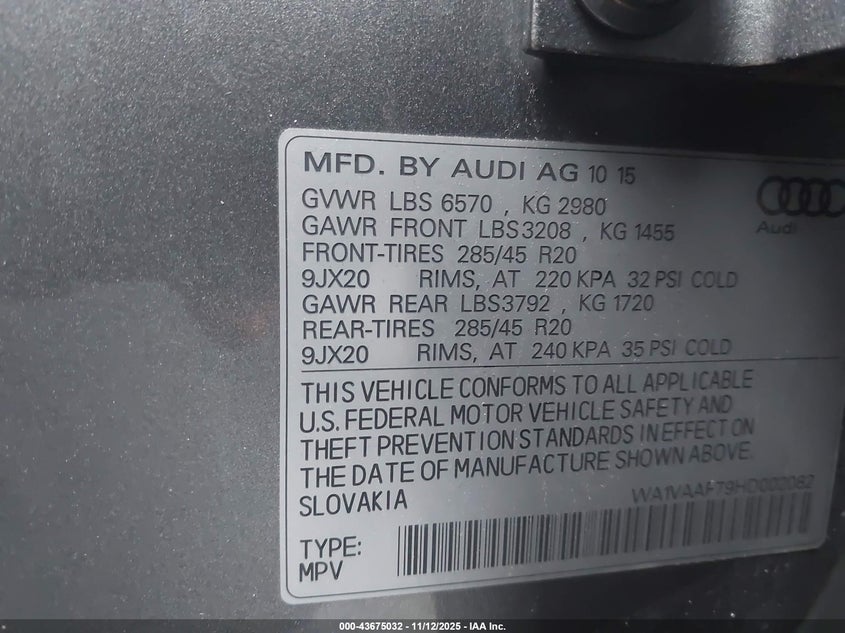 MFD. BY AUDI AG 10 15
GVWR LBS 6570 , KG 2980
GAWR FRONT LBS3208 , KG 1455
FRONT-TIRES 285/45 R20
9JX20 RIMS, AT 220 KPA 32 PSI COLD
GAWR REAR LBS3792 , KG 1720
REAR-TIRES 285/45 R20
9JX20 RIMS, AT 240 KPA 35 PSI COLD
Audi
THIS VEHICLE CONFORMS TO ALL APPLICABLE
U.S. FEDERAL MOTOR VEHICLE SAFETY AND
THEFT PREVENTION STANDARDS IN EFFECT ON
THE DATE OF MANUFACTURE SHOWN ABOVE.
SLOVAKIA
WA1VAAF79HD002082
TYPE:
MPV
000-43675032 - 11/12/2025 - IAA Inc.